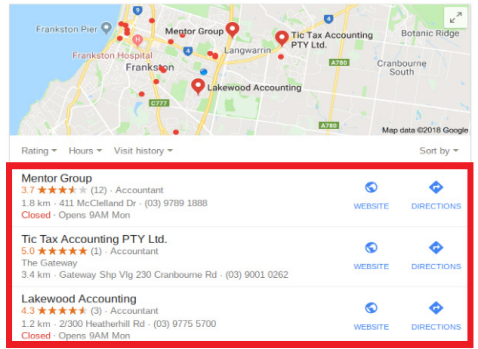 Frankston Pier
Mentor Group
Tic Tax Accounting
PTY Ltd.
Botanic Ridge
Langwarrin
Frankston Hospital
Frankston
A780
Cranbourne
South
Lakewood Accounting
C777
A780
Map data ©2018 Google
Rating Hours Visit history Sort by
Mentor Group
3.7 (12) · Accountant
1.8 km · 411 McClelland Dr · (03) 9789 1888
Closed · Opens 9AM Mon
WEBSITE DIRECTIONS
Tic Tax Accounting PTY Ltd.
5.0 (1) · Accountant
The Gateway
3.4 km · Gateway Shp Vlg 230 Cranbourne Rd · (03) 9001 0262
WEBSITE DIRECTIONS
Lakewood Accounting
4.3 (3) · Accountant
1.2 km · 2/300 Heatherhill Rd · (03) 9775 5700
Closed · Opens 9AM Mon
WEBSITE DIRECTIONS